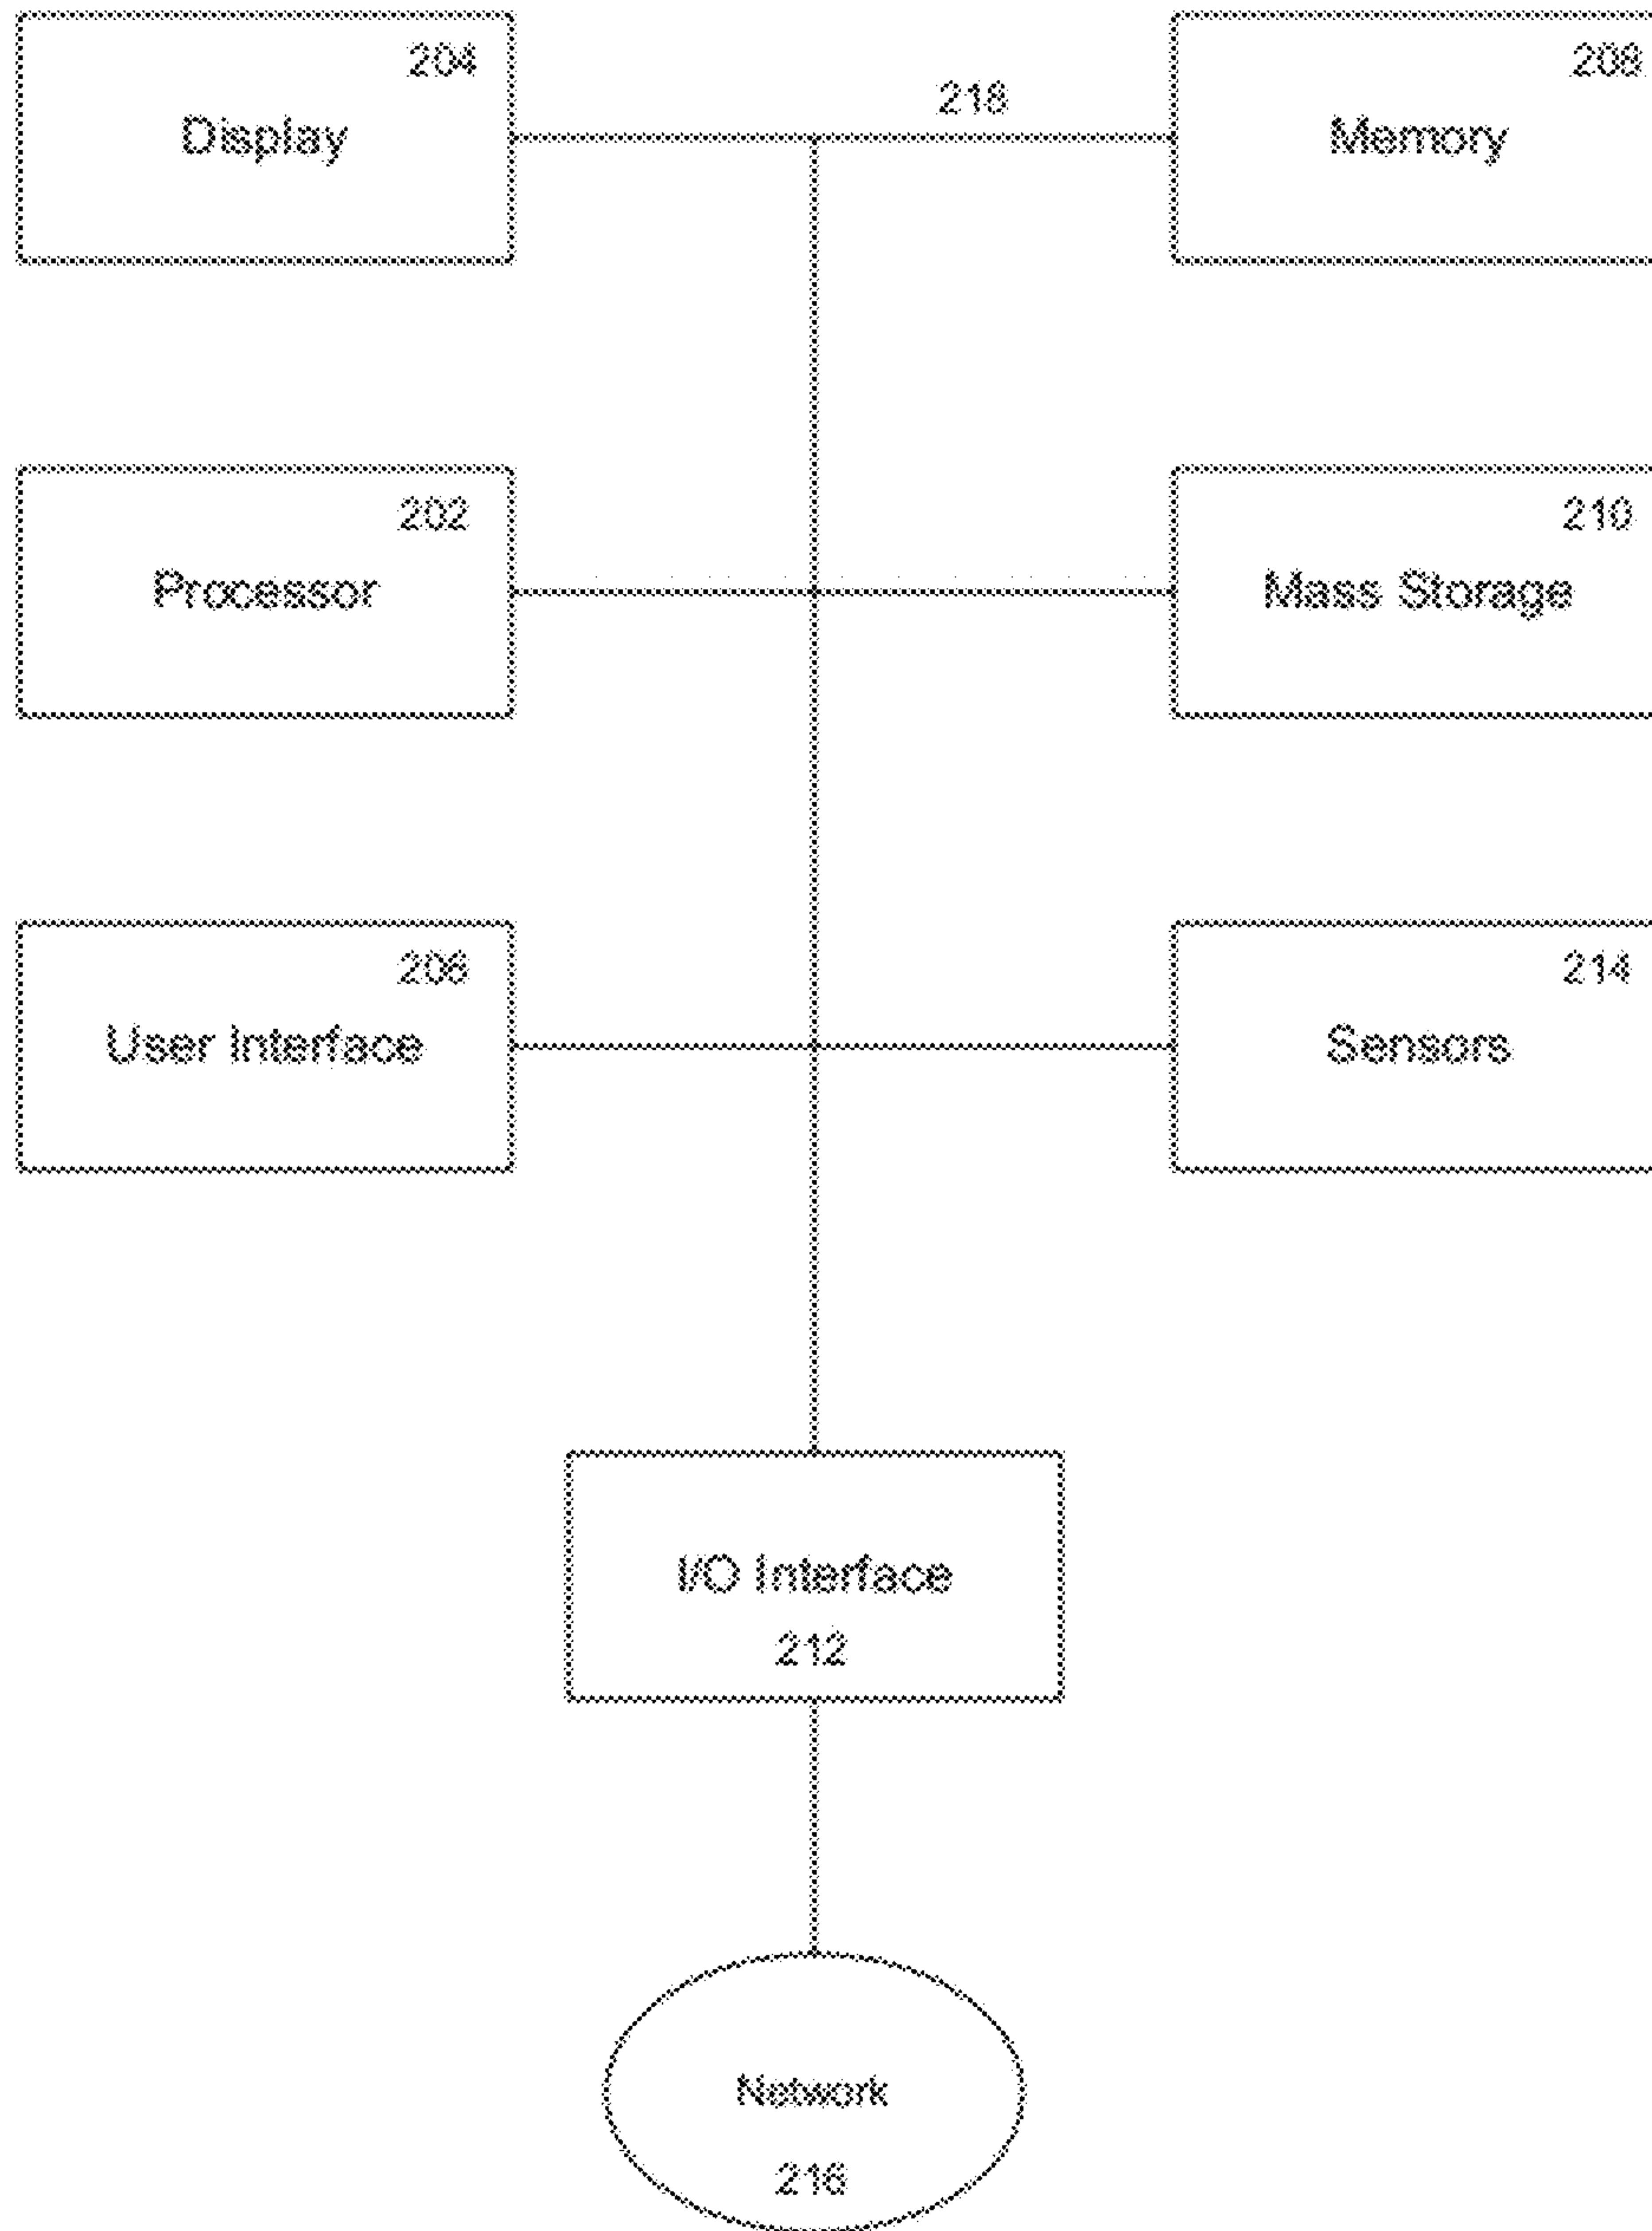 204
Display
218
208
Memory
202
Processor
210
Mass Storage
206
User Interface
214
Sensors
I/O Interface
212
Network
216